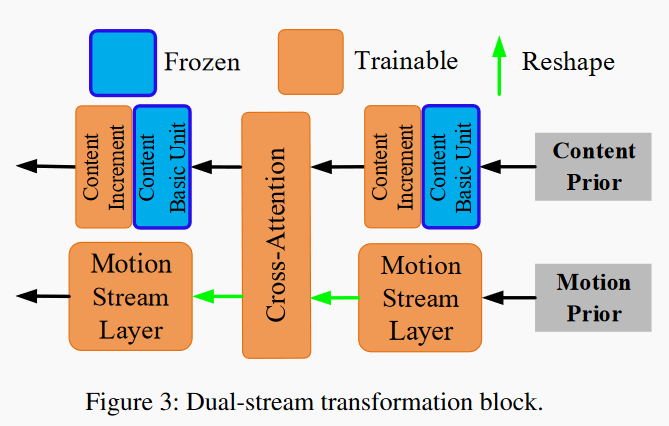 Frozen
Trainable
Reshape
Content
Increment
Content
Basic Unit
Cross-Attention
Content
Increment
Content
Basic Unit
Content
Prior
Motion
Stream
Layer
Motion
Stream
Layer
Motion
Prior
Figure 3: Dual-stream transformation block.